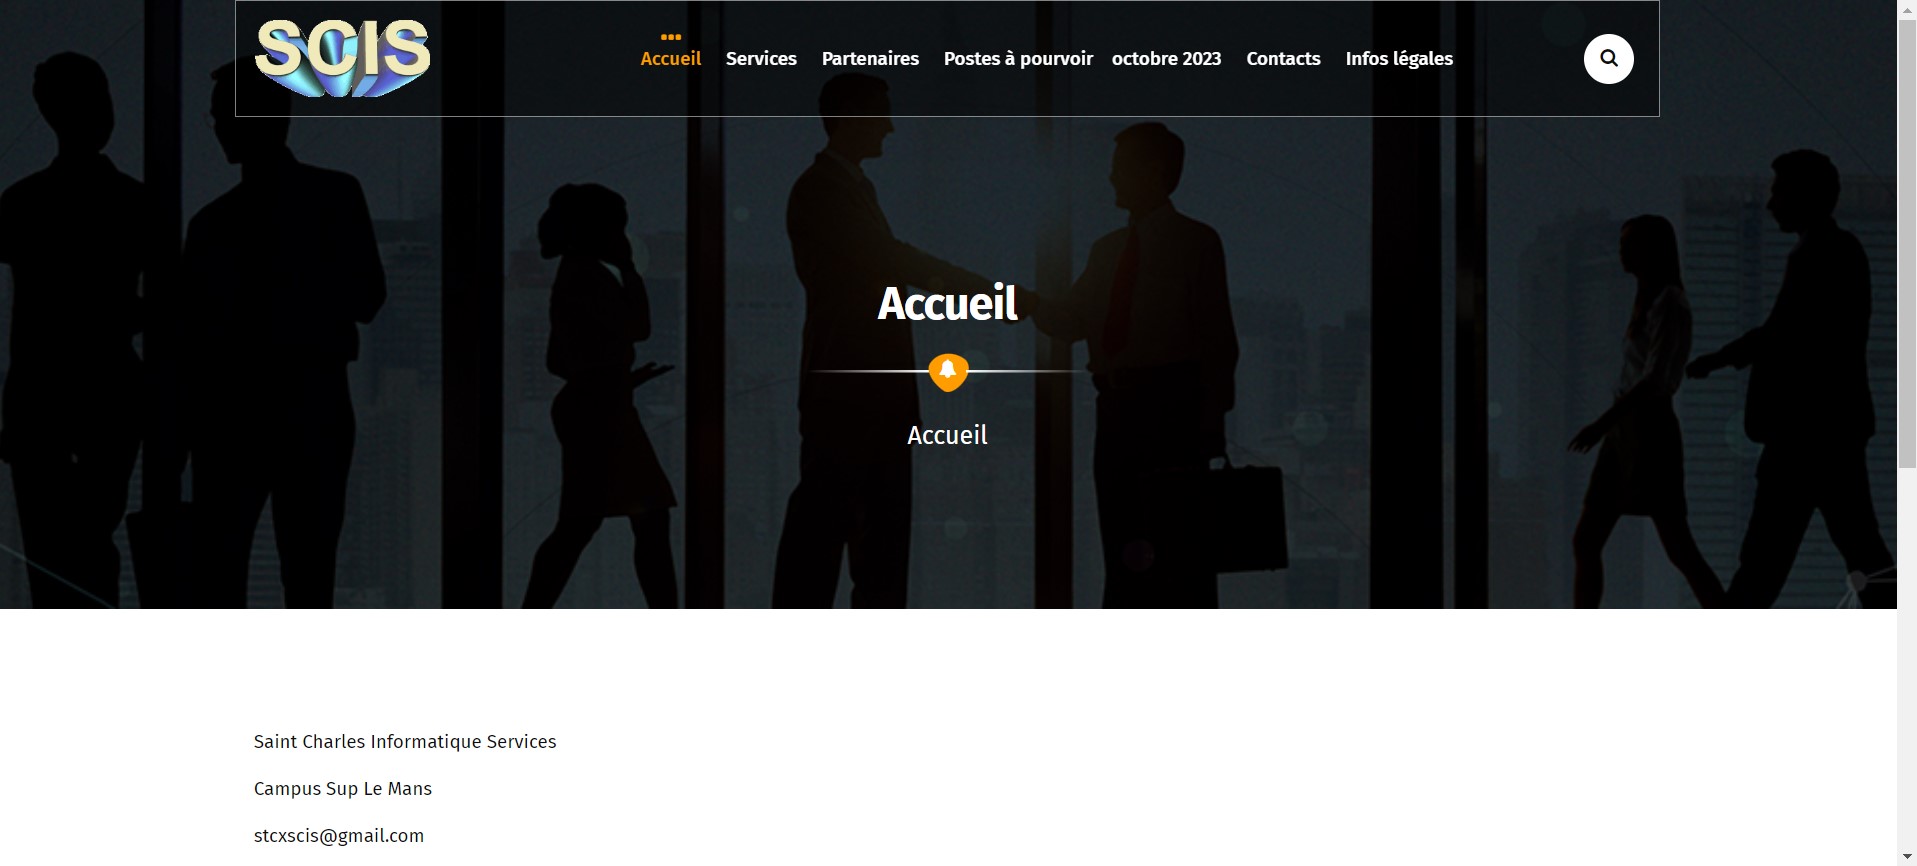 SCIS
Accueil Services Partenaires Postes à pourvoir octobre 2023 Contacts Infos légales
Accueil
Accueil
Saint Charles Informatique Services
Campus Sup Le Mans
stcxscis@gmail.com